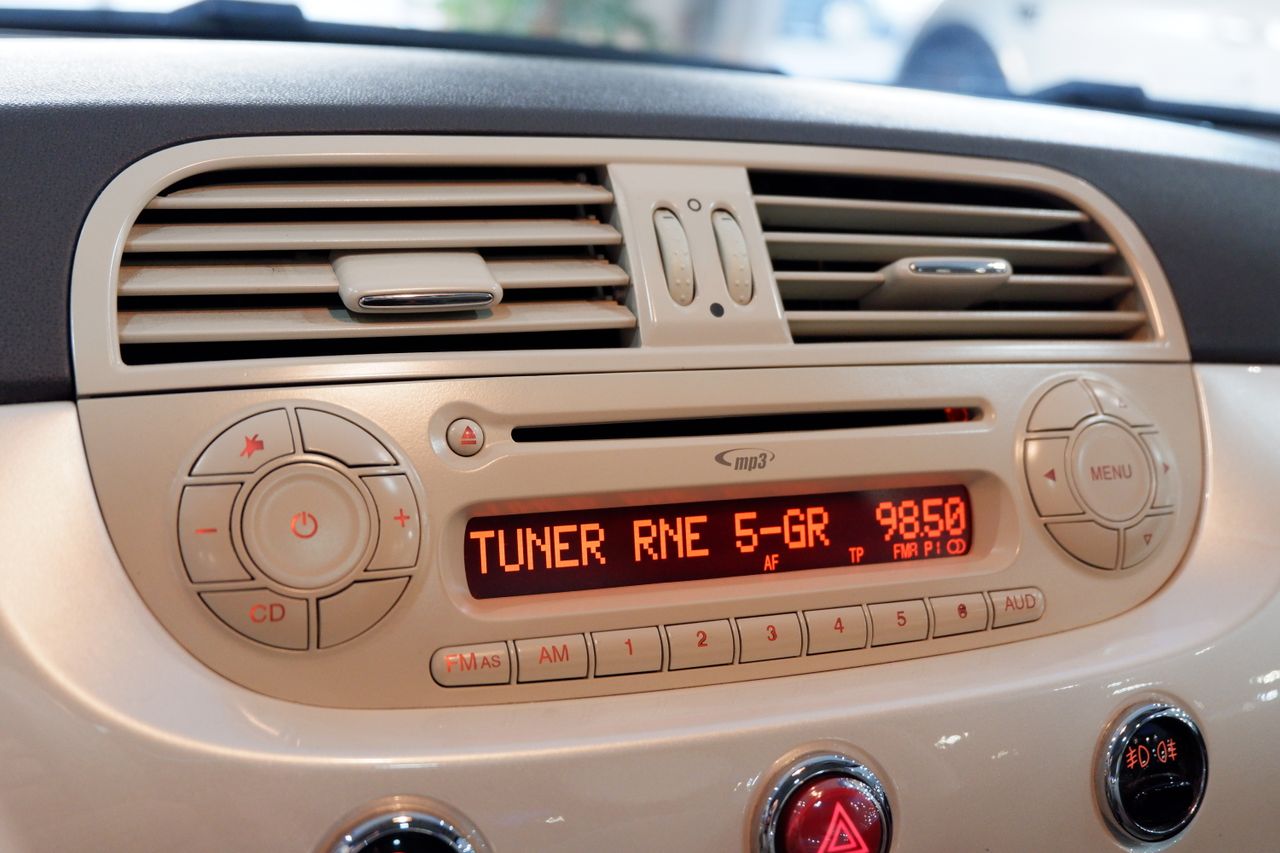 mp3
MENU
TUNER RNE 5-GR 98.50
AF TP FMR P1
CD
FM AS AM 1 2 3 4 5 6 AUD